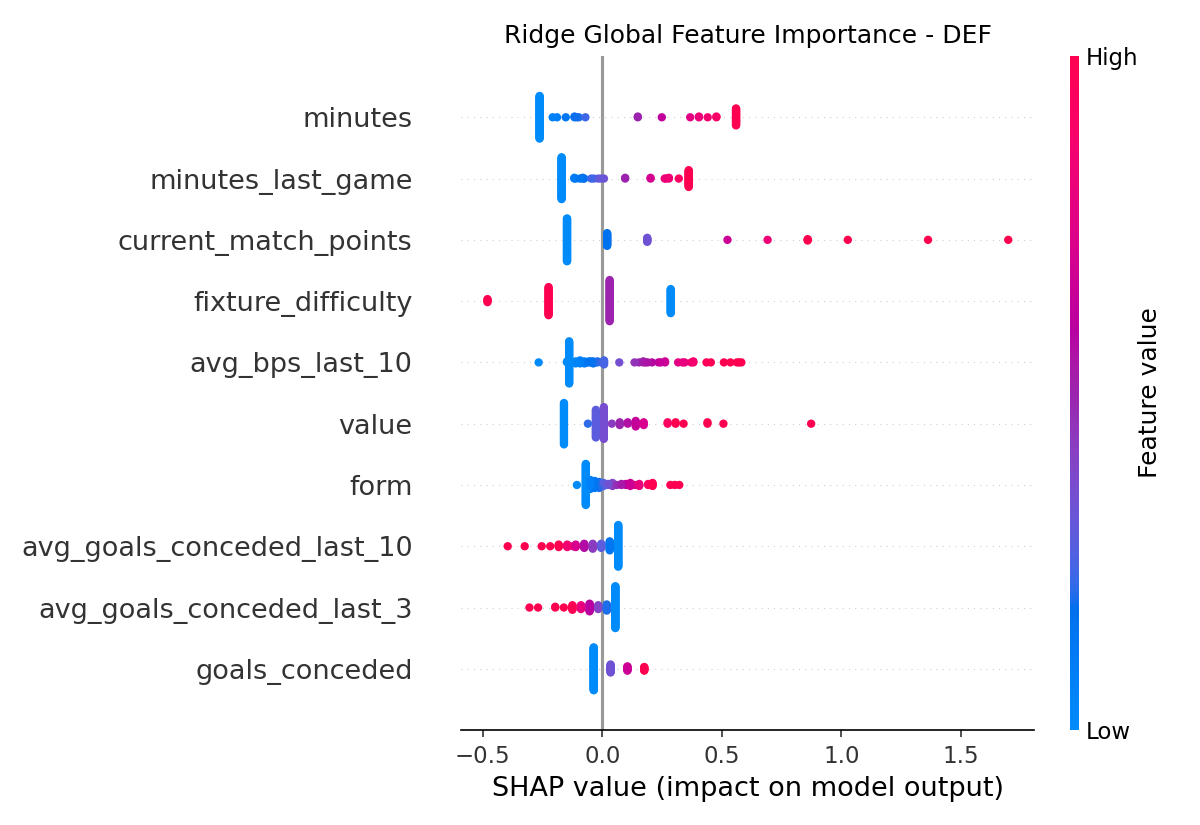 Ridge Global Feature Importance - DEF
High
minutes
minutes_last_game
current_match_points
fixture_difficulty
avg_bps_last_10
value
form
avg_goals_conceded_last_10
avg_goals_conceded_last_3
goals_conceded
Feature value
Low
−0.5 0.0 0.5 1.0 1.5
SHAP value (impact on model output)